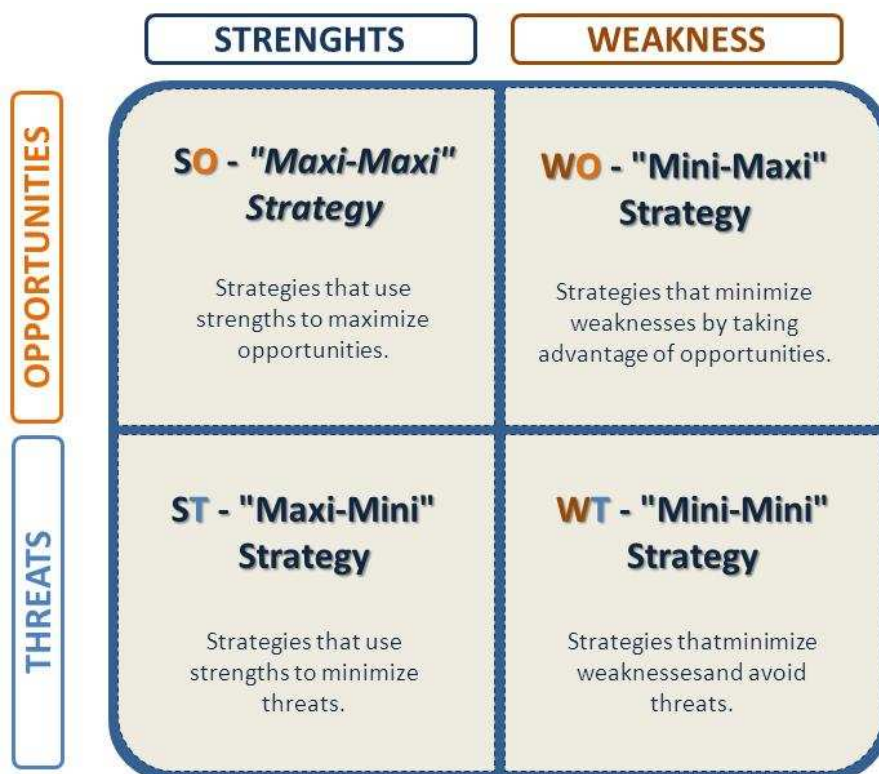 STRENGHTS
WEAKNESS
OPPORTUNITIES
SO - "Maxi-Maxi"
Strategy
Strategies that use
strengths to maximize
opportunities.
WO - "Mini-Maxi"
Strategy
Strategies that minimize
weaknesses by taking
advantage of opportunities.
THREATS
ST - "Maxi-Mini"
Strategy
Strategies that use
strengths to minimize
threats.
WT - "Mini-Mini"
Strategy
Strategies thatminimize
weaknessesand avoid
threats.